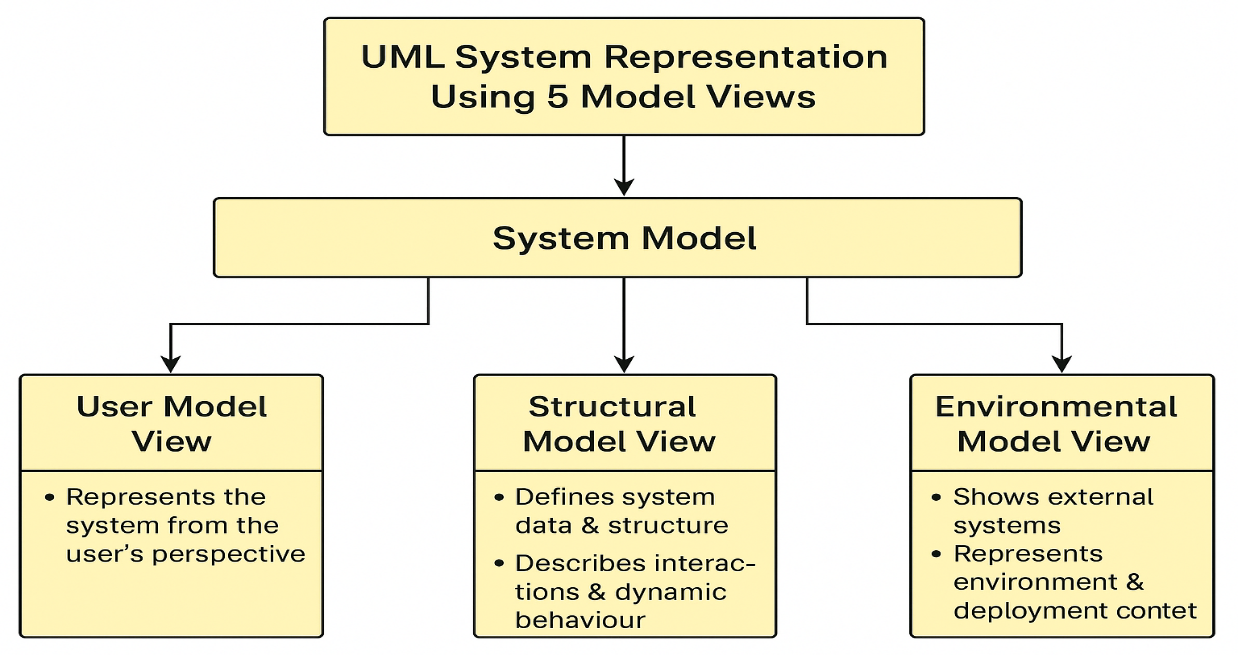 UML System Representation
Using 5 Model Views
System Model
User Model
View
• Represents the
system from the
user's perspective
Structural
Model View
• Defines system
data & structure
• Describes interac-
tions & dynamic
behaviour
Environmental
Model View
• Shows external
systems
• Represents
environment &
deployment contet